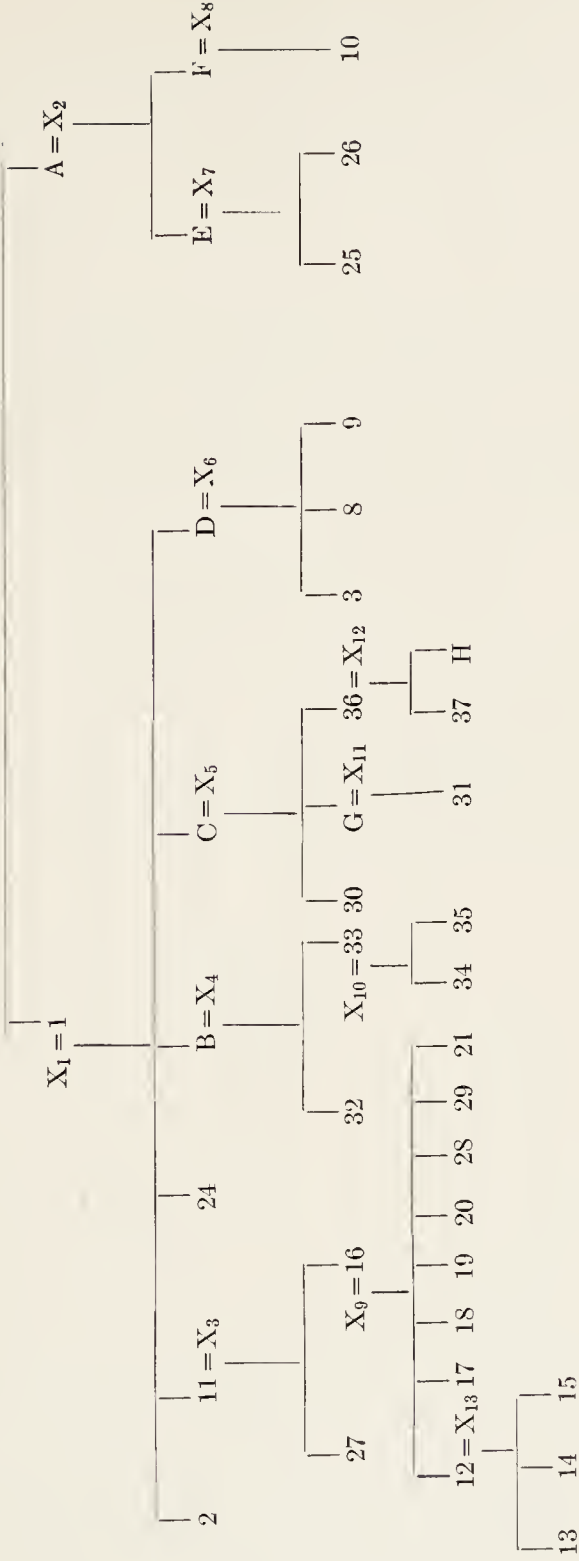 X₁ = 1 A = X₂
2 11 = X₃ 24 B = X₄ C = X₅ D = X₆ E = X₇ F = X₈
27 X₉ = 16 32 X₁₀ = 33 30 G = X₁₁ 36 = X₁₂ 3 8 9 25 26 10
12 = X₁₃ 17 18 19 20 28 29 21 34 35 31 37 H
13 14 15